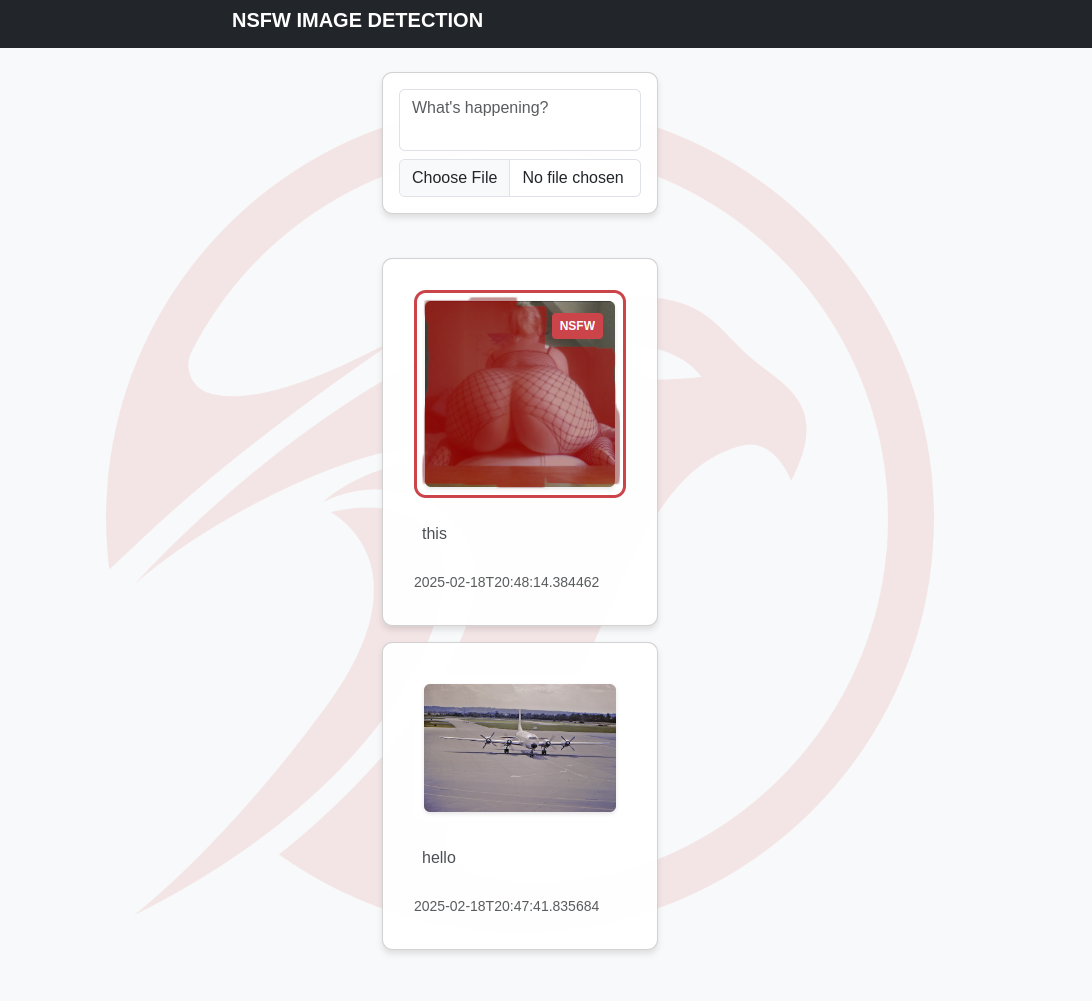 NSFW IMAGE DETECTION
What's happening?
Choose File No file chosen
NSFW
this
2025-02-18T20:48:14.384462
hello
2025-02-18T20:47:41.835684